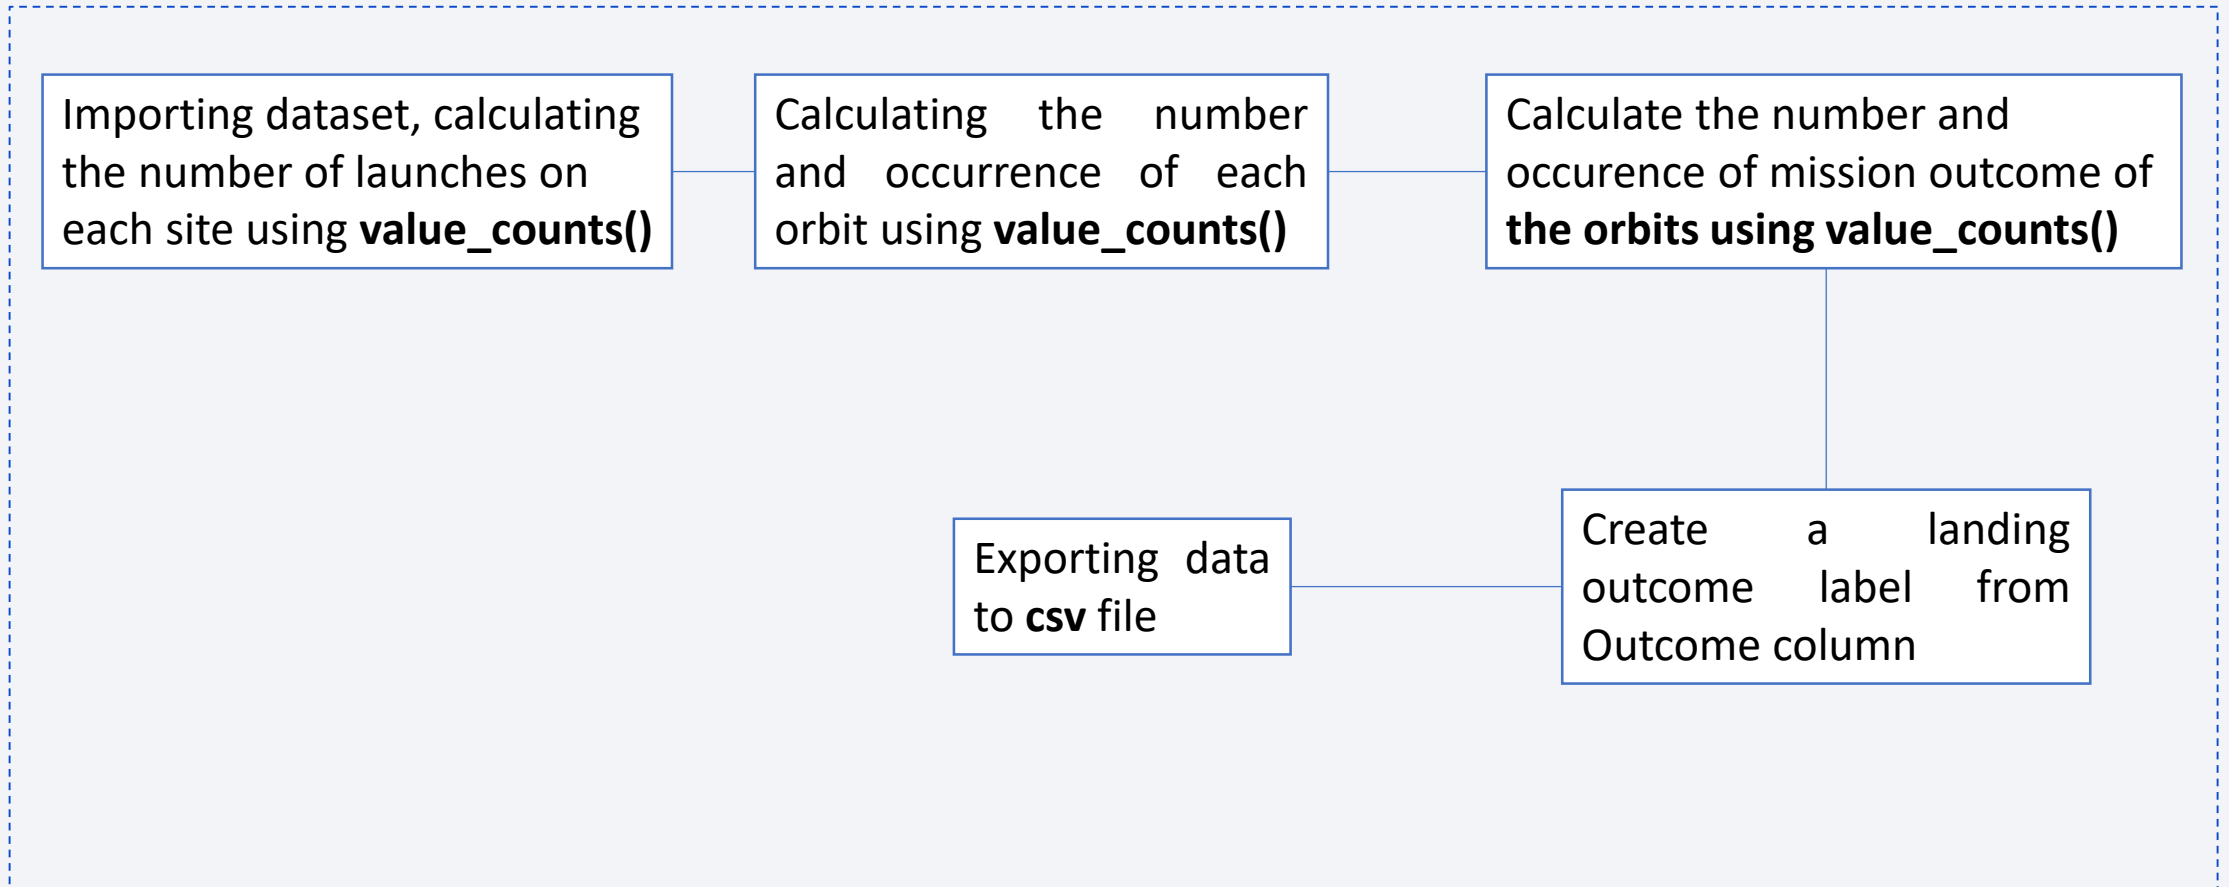 Importing dataset, calculating
the number of launches on
each site using value_counts()
Calculating the number
and occurrence of each
orbit using value_counts()
Calculate the number and
occurence of mission outcome of
the orbits using value_counts()
Create a landing
outcome label from
Outcome column
Exporting data
to csv file